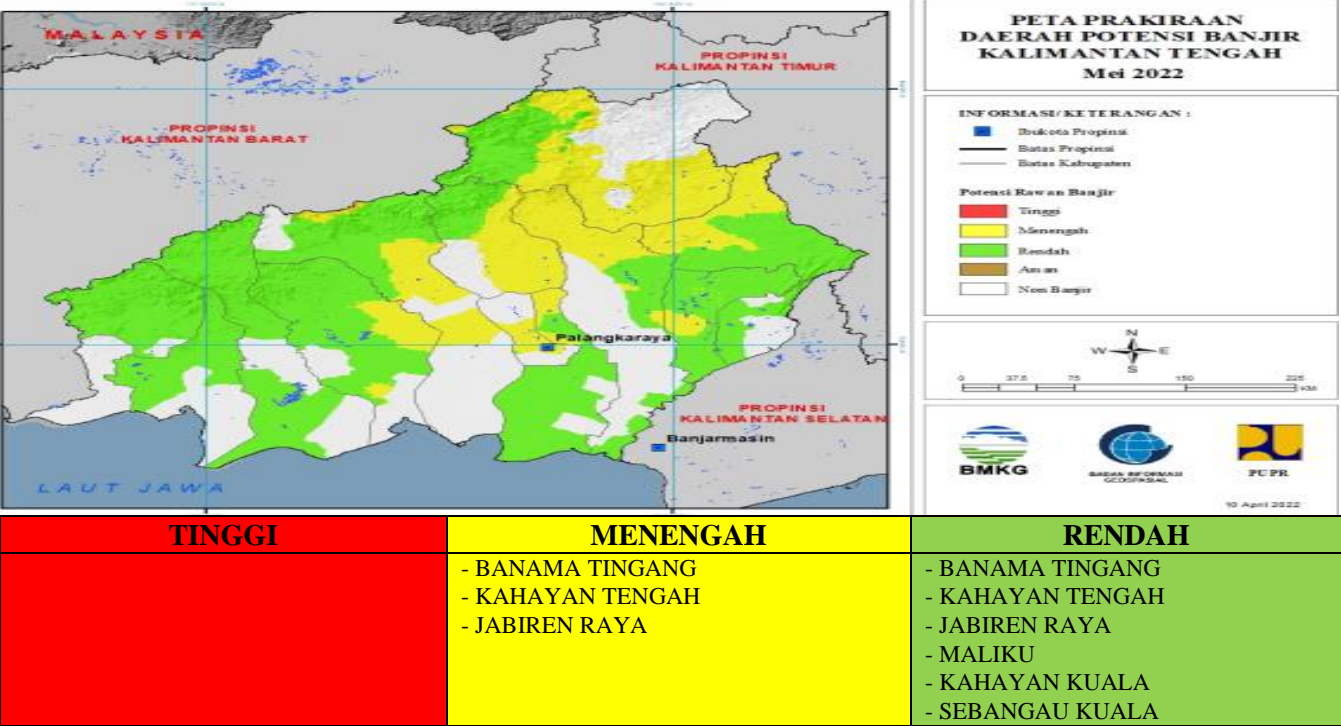 MALAYSIA
PROPINSI
KALIMANTAN TIMUR
PROPINSI
KALIMANTAN BARAT
Palangkaraya
PROPINSI
KALIMANTAN SELATAN
Banjarmasin
LAUT JAWA
PETA PRAKIRAAN
DAERAH POTENSI BANJIR
KALIMANTAN TENGAH
Mei 2022
INFORMASI/KETERANGAN :
Ibukota Propinsi
Batas Propinsi
Batas Kabupaten
Potensi Rawan Banjir
Tinggi
Menengah
Rendah
Aman
Non Banjir
N
W E
S
0 37.5 75 150 225
KM
BMKG
BADAN INFORMASI
GEOSPASIAL
PU
PUPR
10 April 2022
TINGGI MENENGAH RENDAH
- BANAMA TINGANG
- KAHAYAN TENGAH
- JABIREN RAYA
- BANAMA TINGANG
- KAHAYAN TENGAH
- JABIREN RAYA
- MALIKU
- KAHAYAN KUALA
- SEBANGAU KUALA